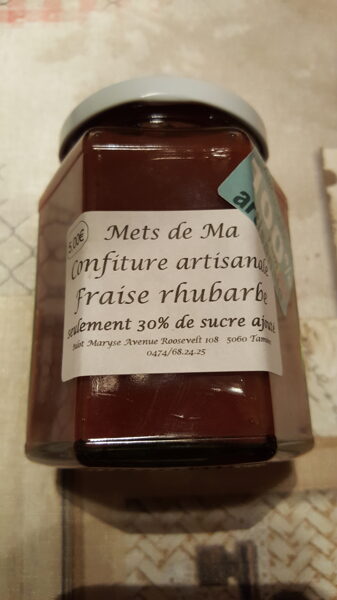 5.00€
100%
Mets de Ma
Confiture artisanale
Fraise rhubarbe
seulement 30% de sucre ajouté
Maryse Avenue Roosevelt 108 5060
0474/68.24.25